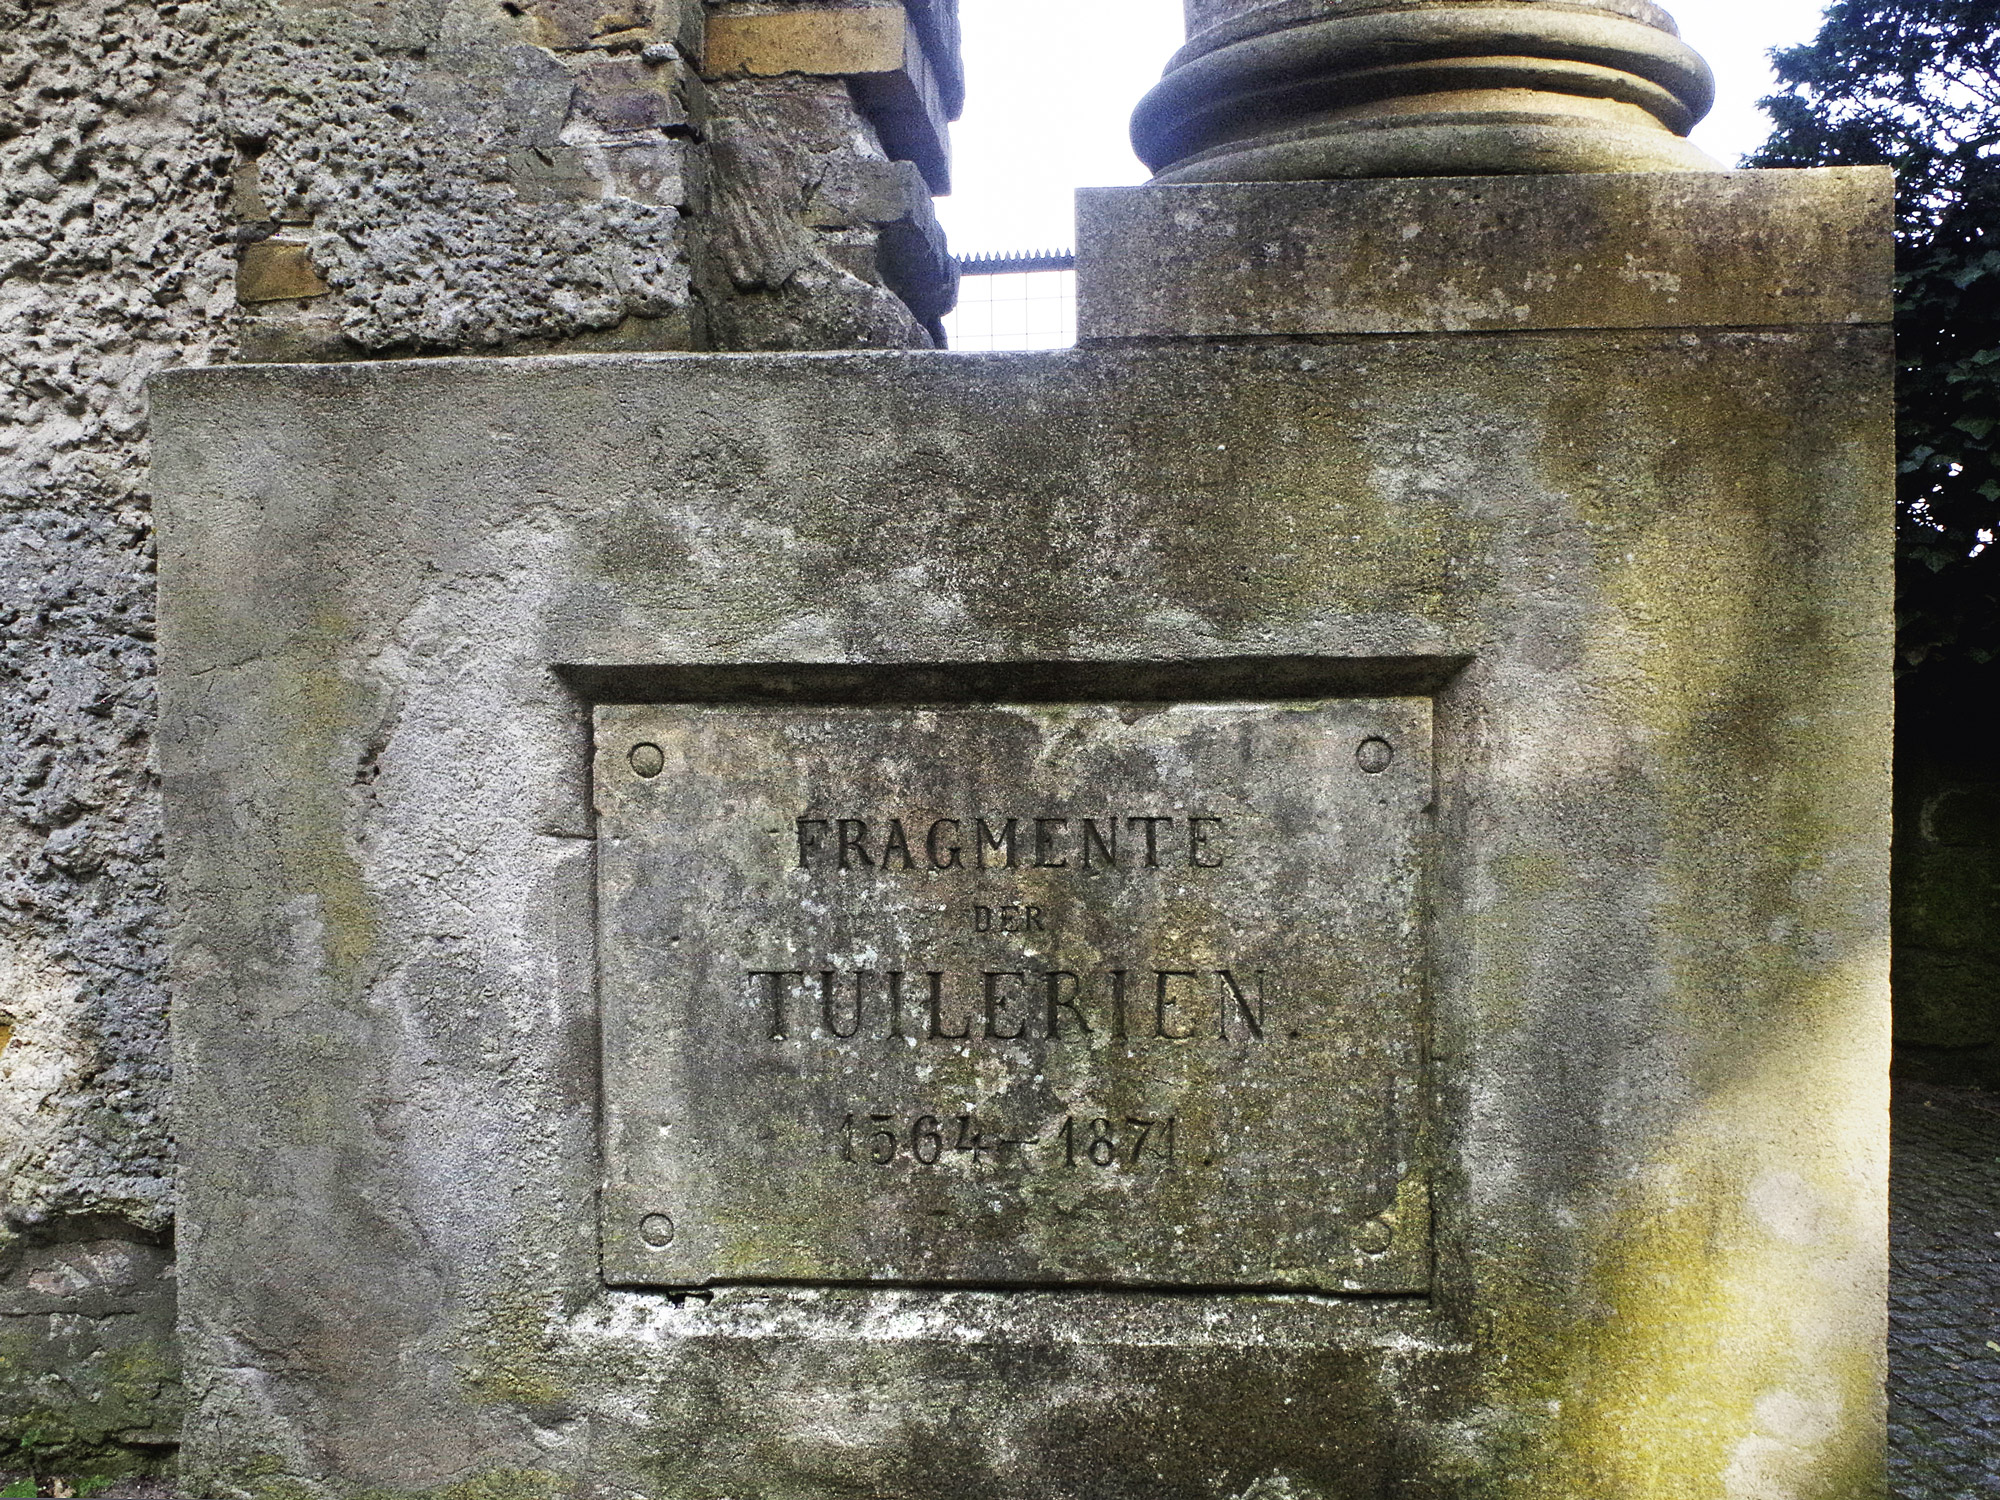 FRAGMENTE
DER
TUILERIEN.
1564–1871.